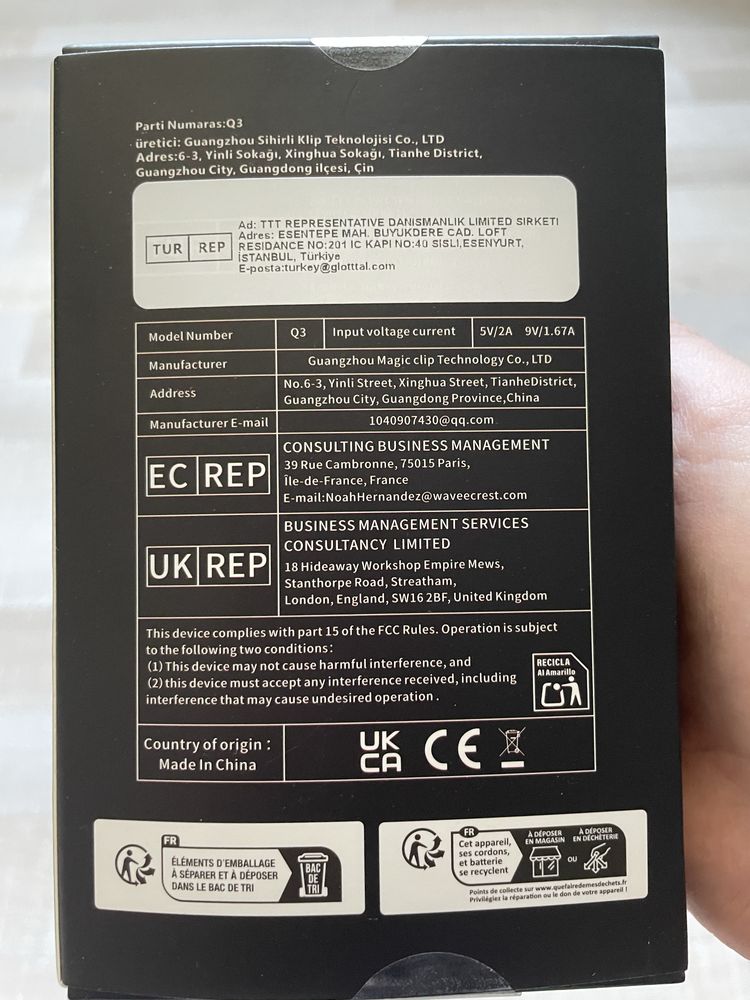 Parti Numaras:Q3
üretici: Guangzhou Sihirli Klip Teknolojisi Co., LTD
Adres:6-3, Yinli Sokağı, Xinghua Sokağı, Tianhe District,
Guangzhou City, Guangdong ilçesi, Çin
TUR REP
Ad: TTT REPRESENTATIVE DANISMANLIK LIMITED SIRKETI
Adres: ESENTEPE MAH. BUYUKDERE CAD. LOFT
RESIDANCE NO:201 IC KAPI NO:40 SISLI,ESENYURT,
İSTANBUL, Türkiye
E-posta:turkey@glotttal.com
Model Number Q3 Input voltage current 5V/2A 9V/1.67A
Manufacturer Guangzhou Magic clip Technology Co., LTD
Address No.6-3, Yinli Street, Xinghua Street, TianheDistrict,
Guangzhou City, Guangdong Province,China
Manufacturer E-mail 1040907430@qq.com
EC REP
CONSULTING BUSINESS MANAGEMENT
39 Rue Cambronne, 75015 Paris,
Île-de-France, France
E-mail:NoahHernandez@waveecrest.com
UK REP
BUSINESS MANAGEMENT SERVICES
CONSULTANCY LIMITED
18 Hideaway Workshop Empire Mews,
Stanthorpe Road, Streatham,
London, England, SW16 2BF, United Kingdom
This device complies with part 15 of the FCC Rules. Operation is subject
to the following two conditions:
(1) This device may not cause harmful interference, and
(2) this device must accept any interference received, including
interference that may cause undesired operation .
RECICLA
Al Amarillo
Country of origin :
Made In China
UK
CA
CE
FR
ÉLÉMENTS D'EMBALLAGE
À SÉPARER ET À DÉPOSER
DANS LE BAC DE TRI
BAC
DE
TRI
FR
Cet appareil,
ses cordons,
et batterie
se recyclent
À DÉPOSER
EN MAGASIN
OU
À DÉPOSER
EN DÉCHÈTERIE
Points de collecte sur www.quefairedemesdechets.fr
Privilégiez la réparation ou le don de votre appareil!